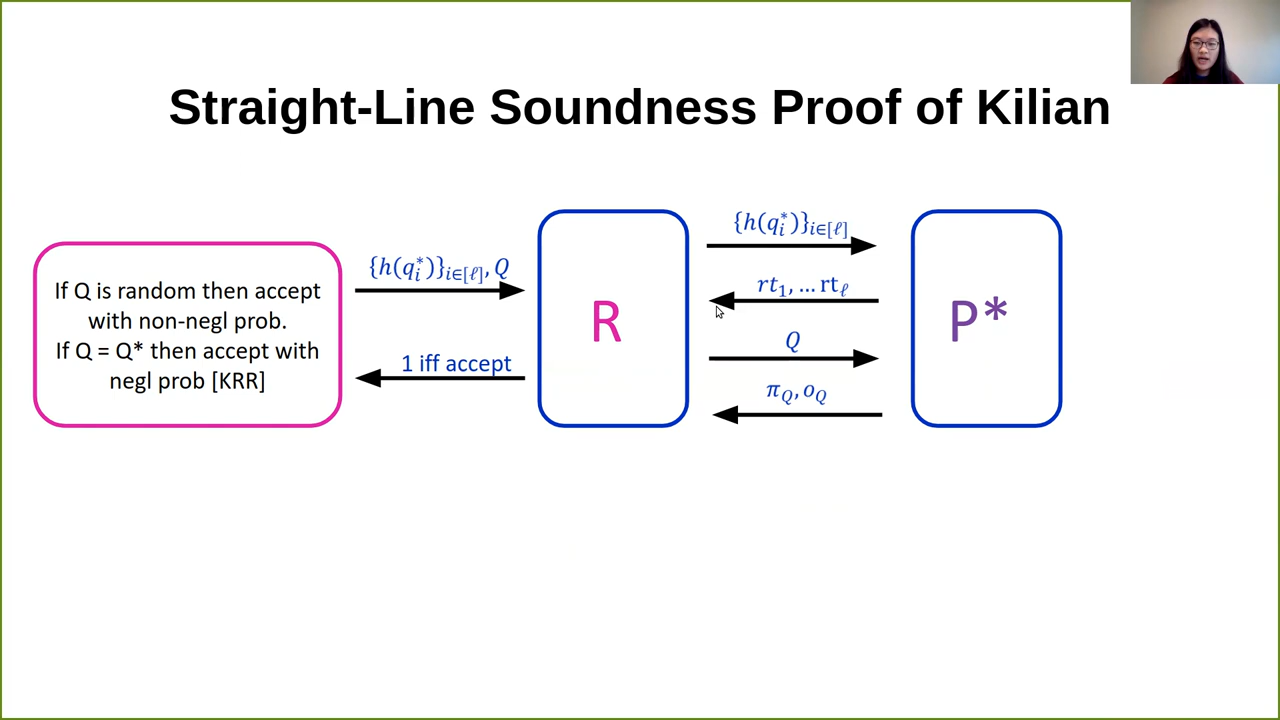 Straight-Line Soundness Proof of Kilian
If Q is random then accept
with non-negl prob.
If Q = Q* then accept with
negl prob [KRR]
{h(q_i^*)}_{i∈[ℓ]}, Q
1 iff accept
R
{h(q_i^*)}_{i∈[ℓ]}
rt_1, … rt_ℓ
Q
π_Q, o_Q
P*